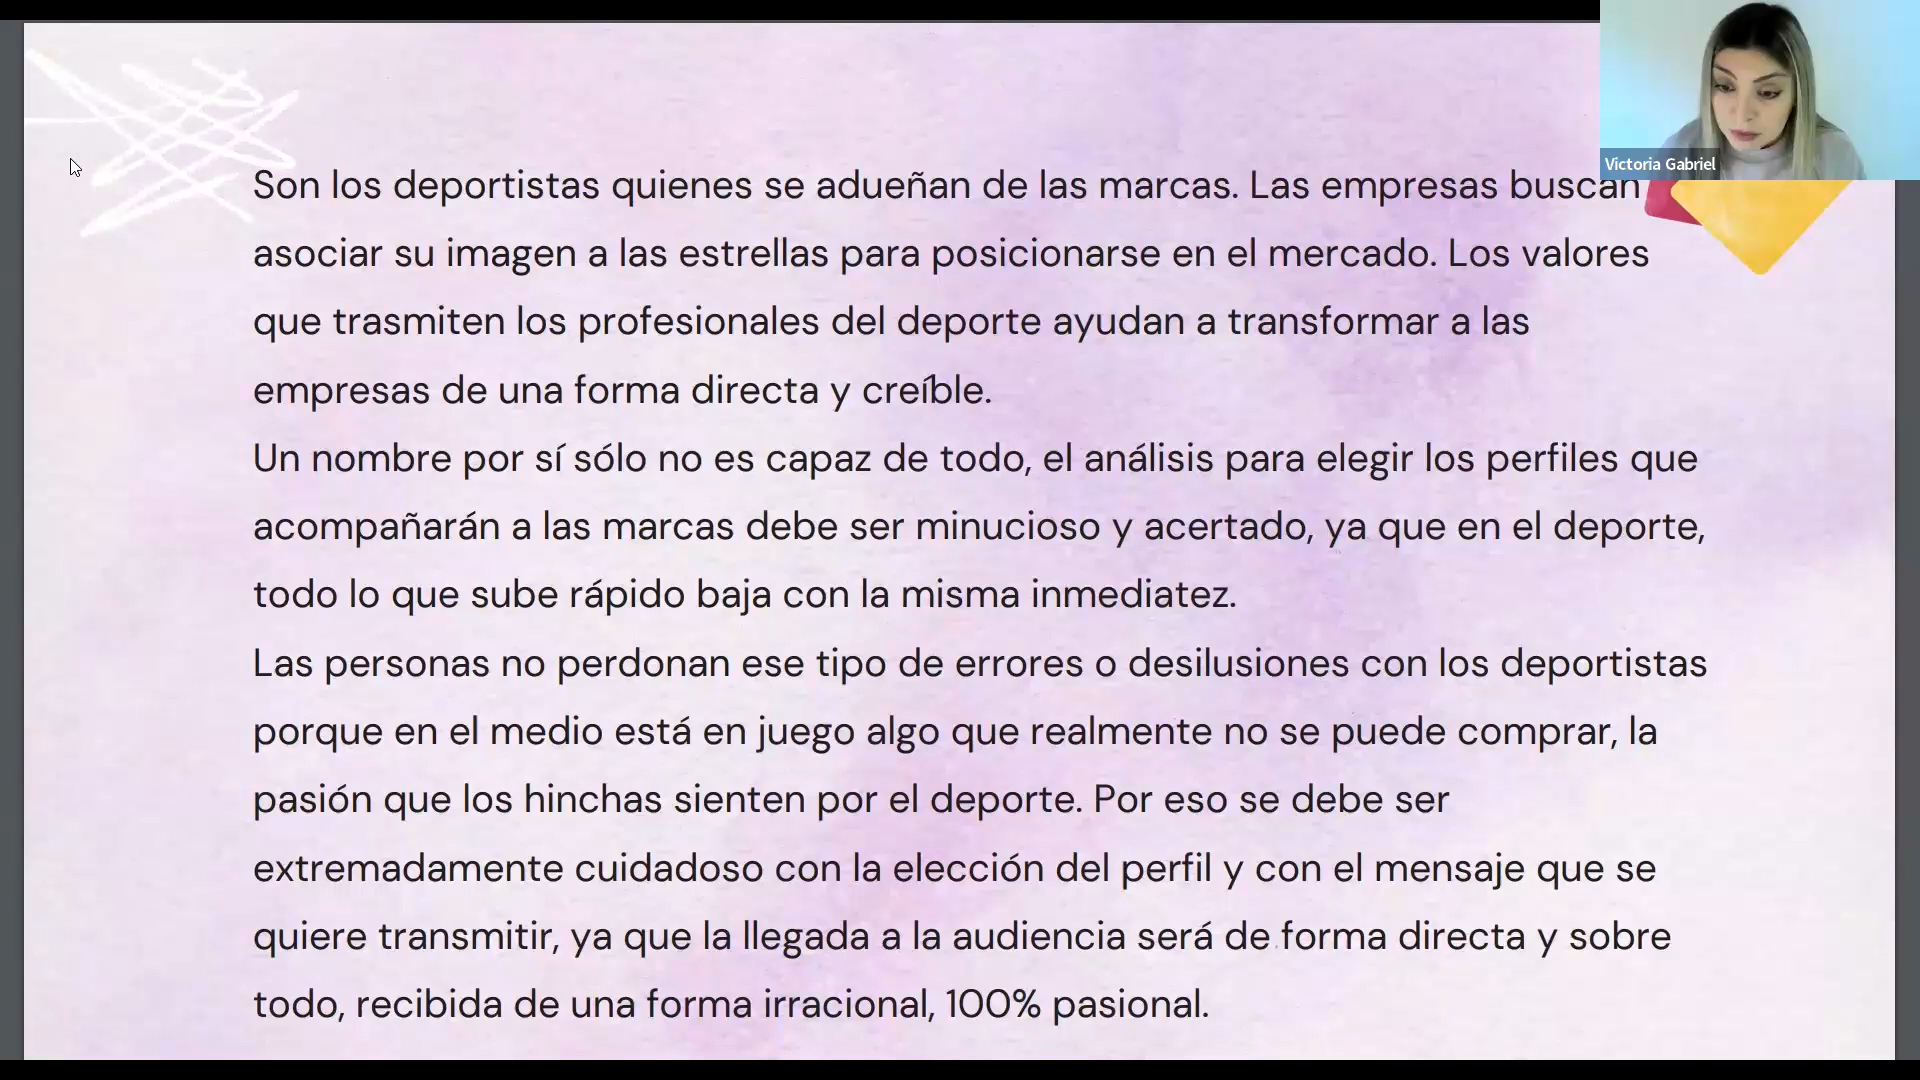 Victoria Gabriel
Son los deportistas quienes se adueñan de las marcas. Las empresas buscan
asociar su imagen a las estrellas para posicionarse en el mercado. Los valores
que trasmiten los profesionales del deporte ayudan a transformar a las
empresas de una forma directa y creíble.
Un nombre por sí sólo no es capaz de todo, el análisis para elegir los perfiles que
acompañarán a las marcas debe ser minucioso y acertado, ya que en el deporte,
todo lo que sube rápido baja con la misma inmediatez.
Las personas no perdonan ese tipo de errores o desilusiones con los deportistas
porque en el medio está en juego algo que realmente no se puede comprar, la
pasión que los hinchas sienten por el deporte. Por eso se debe ser
extremadamente cuidadoso con la elección del perfil y con el mensaje que se
quiere transmitir, ya que la llegada a la audiencia será de forma directa y sobre
todo, recibida de una forma irracional, 100% pasional.